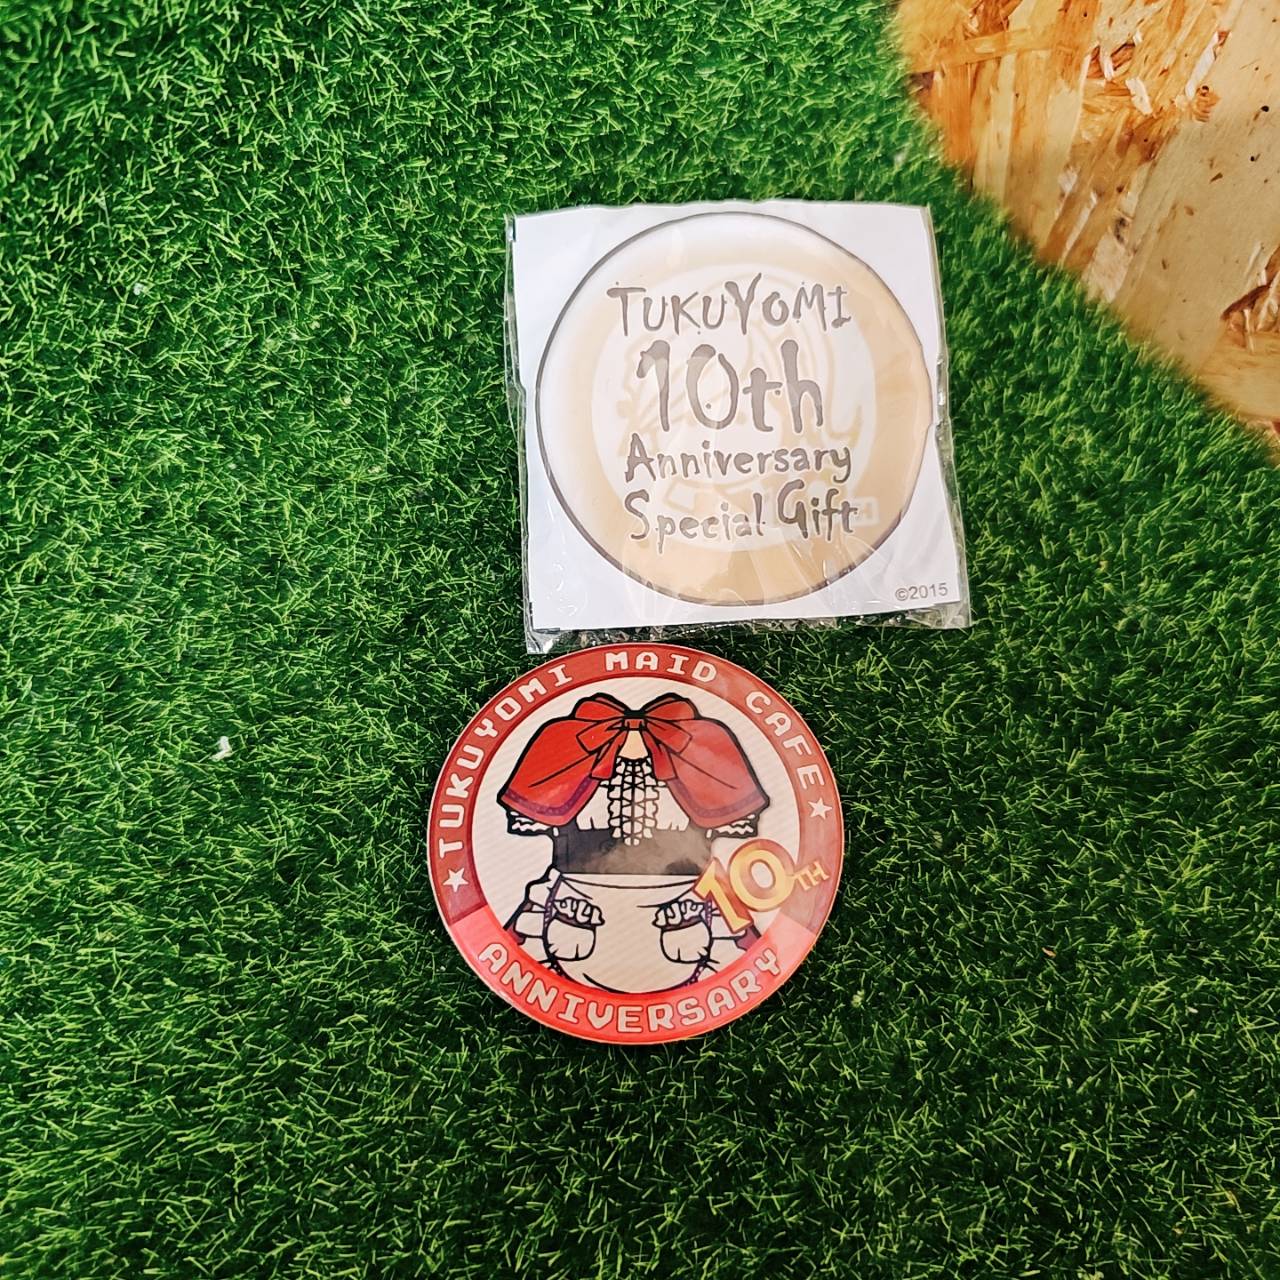 TUKUYOMI
10th
Anniversary
Special Gift
©2015
★TUKUYOMI MAID CAFE★
10TH
ANNIVERSARY